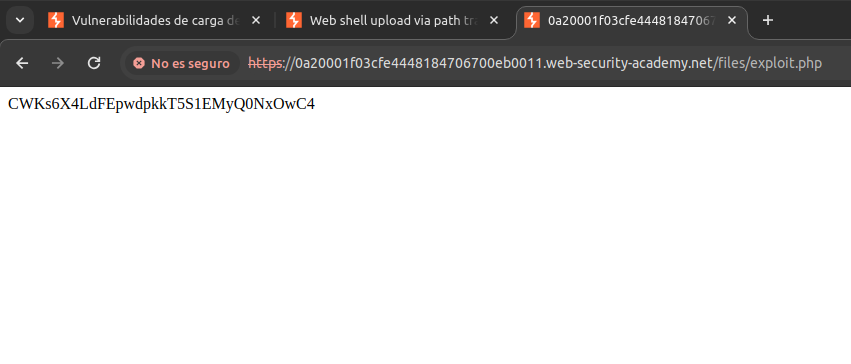 Vulnerabilidades de carga de
Web shell upload via path tra
0a20001f03cfe44481847067
No es seguro
https://0a20001f03cfe4448184706700eb0011.web-security-academy.net/files/exploit.php
CWKs6X4LdFEpwdpkkT5S1EMyQ0NxOwC4